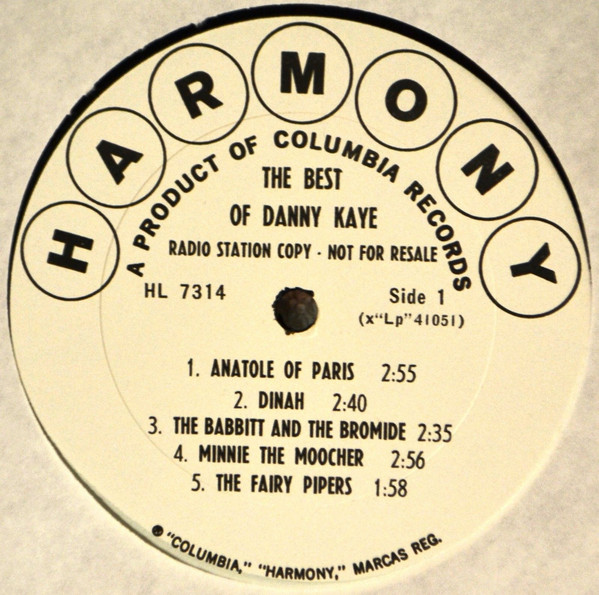 HARMONY
A PRODUCT OF COLUMBIA RECORDS
THE BEST
OF DANNY KAYE
RADIO STATION COPY · NOT FOR RESALE
HL 7314
Side 1
(x"Lp"41051)
1. ANATOLE OF PARIS 2:55
2. DINAH 2:40
3. THE BABBITT AND THE BROMIDE 2:35
4. MINNIE THE MOOCHER 2:56
5. THE FAIRY PIPERS 1:58
® "COLUMBIA," "HARMONY," MARCAS REG.